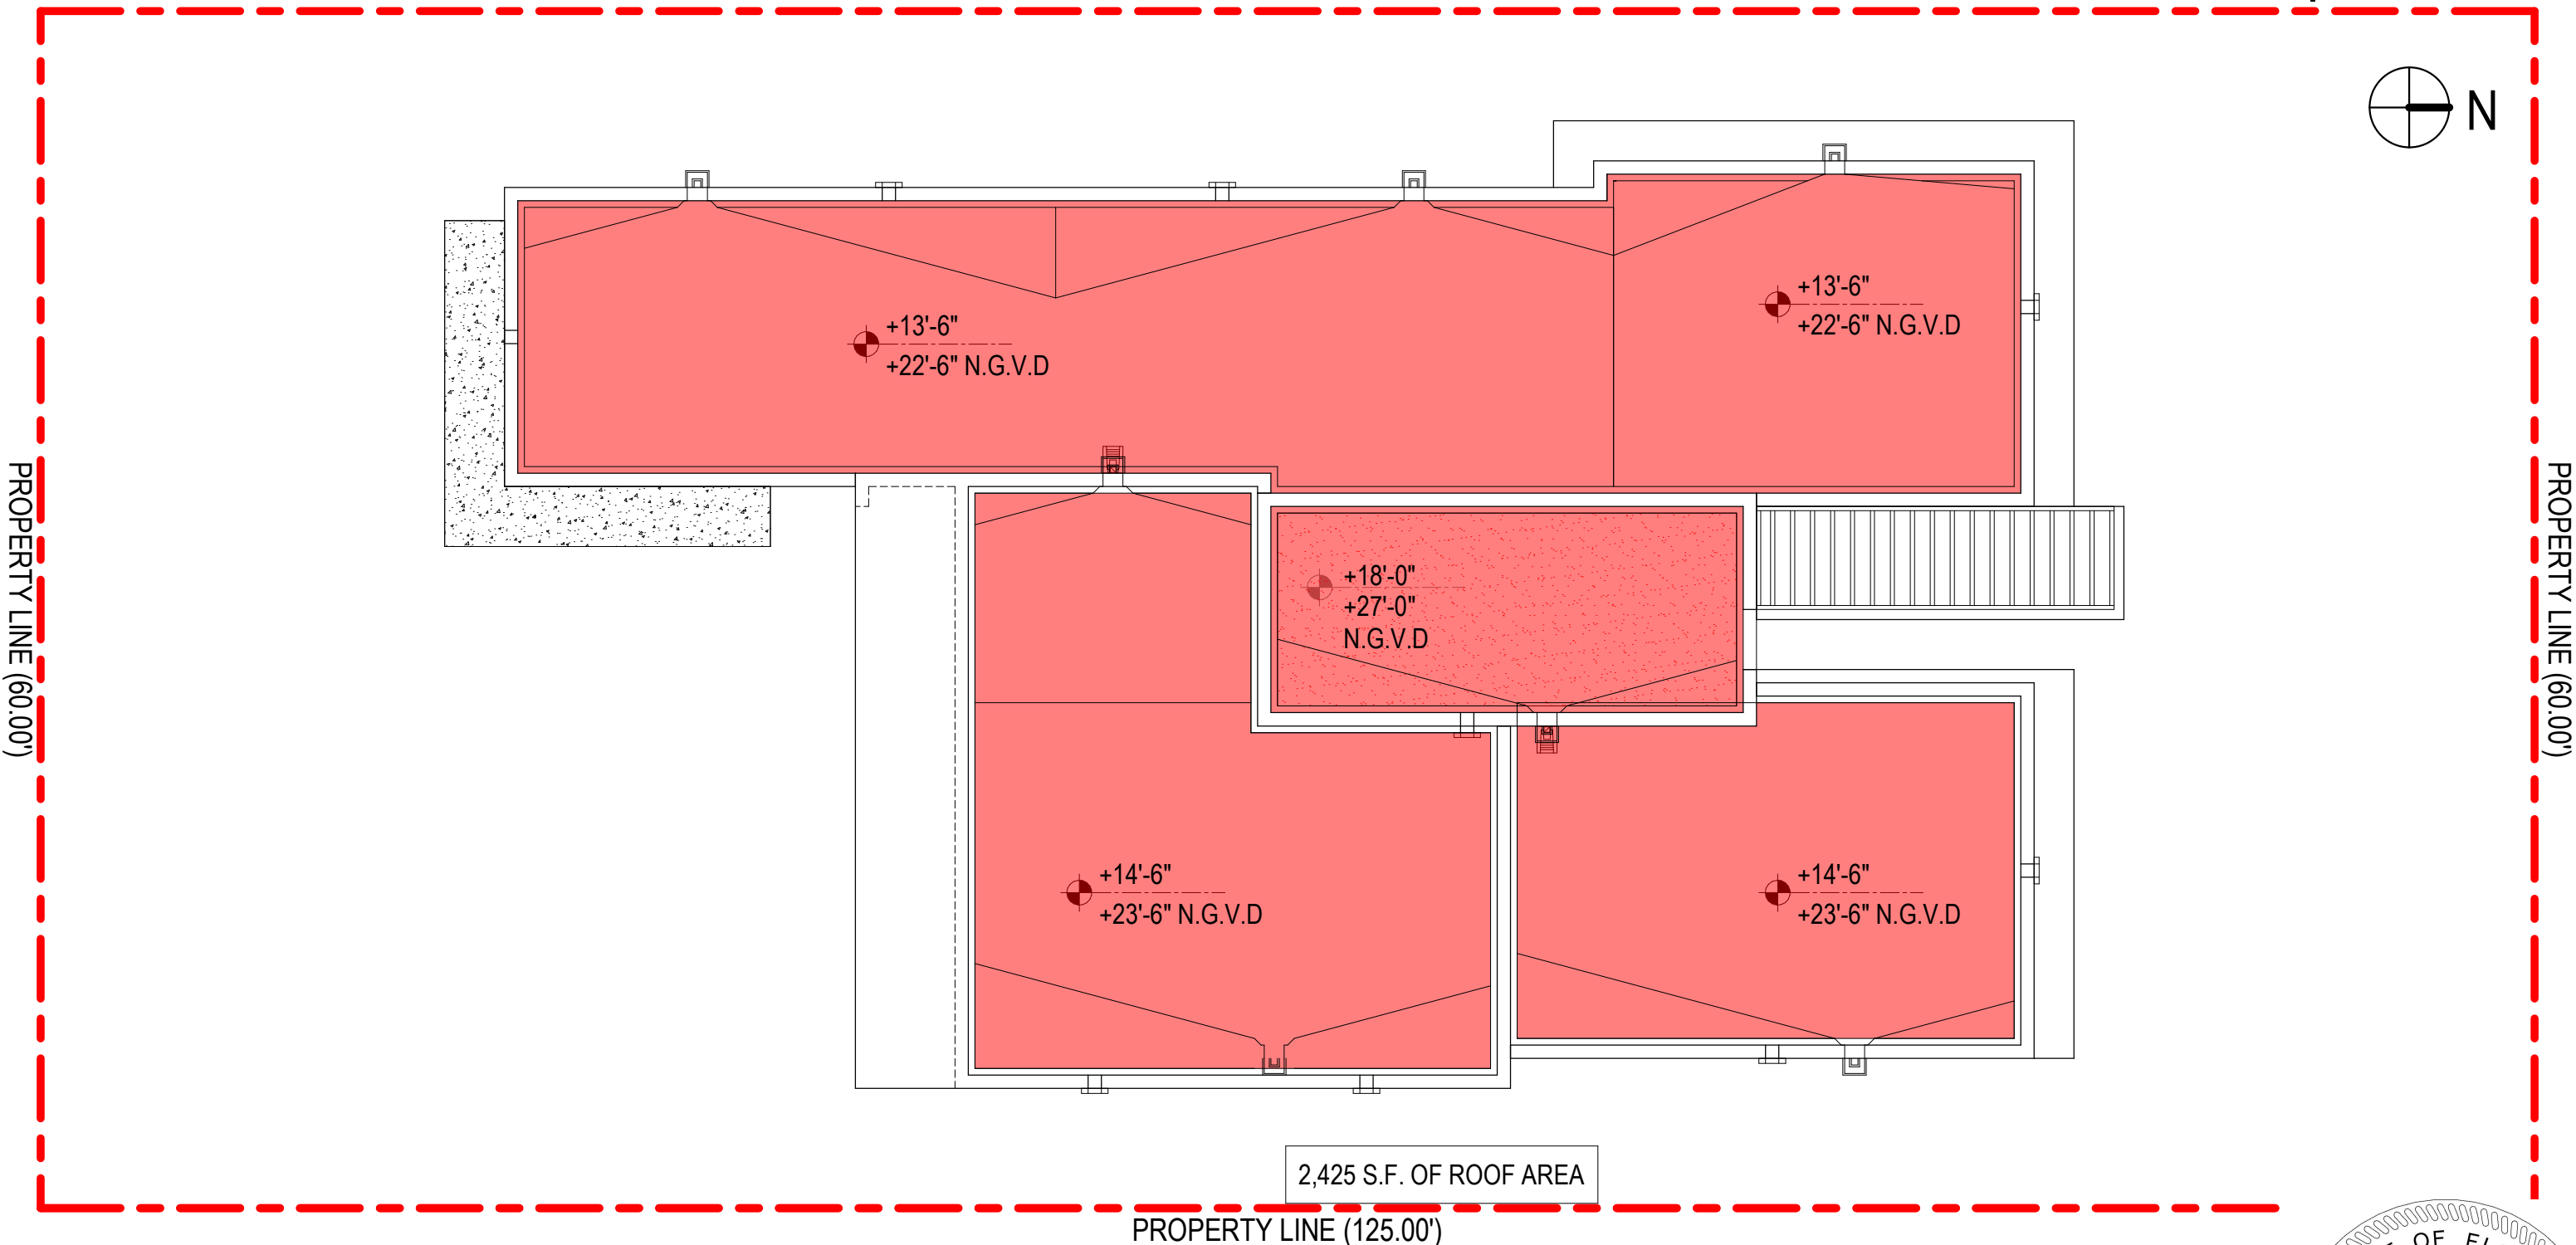 N
+13'-6"
+22'-6" N.G.V.D
+13'-6"
+22'-6" N.G.V.D
PROPERTY LINE (60.00')
PROPERTY LINE (60.00')
+18'-0"
+27'-0"
N.G.V.D
+14'-6"
+23'-6" N.G.V.D
+14'-6"
+23'-6" N.G.V.D
2,425 S.F. OF ROOF AREA
PROPERTY LINE (125.00')
OF